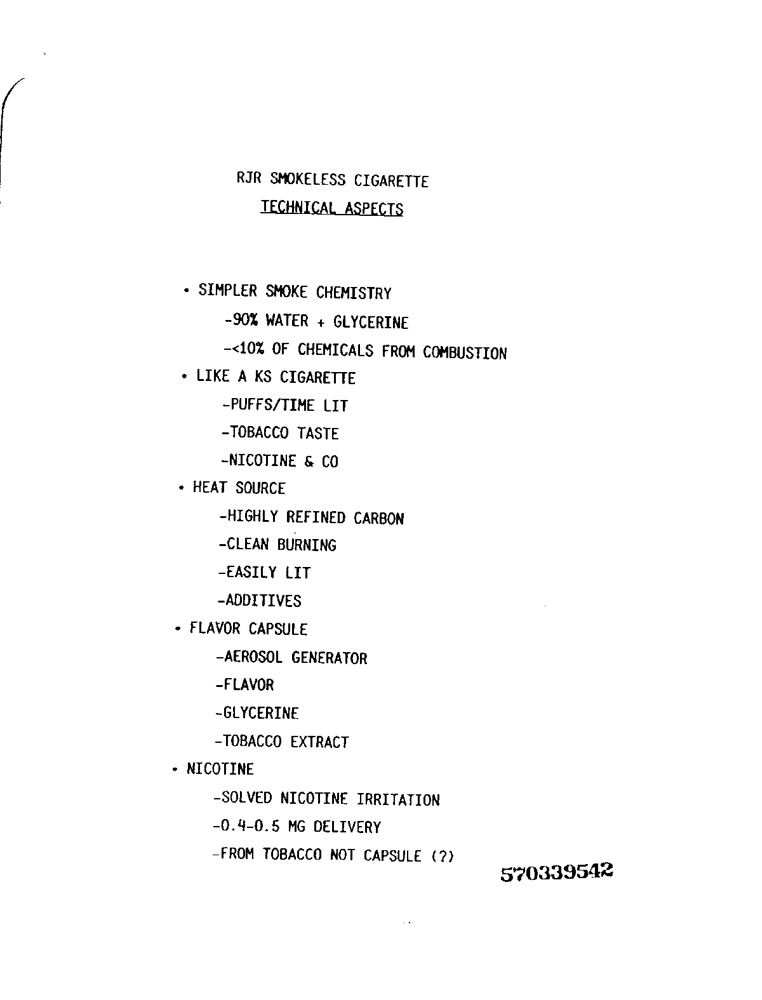 RJR SMOKELESS CIGARETTE
TECHNICAL ASPECTS
• SIMPLER SMOKE CHEMISTRY
-90% WATER + GLYCERINE
-<10% OF CHEMICALS FROM COMBUSTION
• LIKE A KS CIGARETTE
-PUFFS/TIME LIT
-TOBACCO TASTE
-NICOTINE & CO
• HEAT SOURCE
-HIGHLY REFINED CARBON
-CLEAN BURNING
-EASILY LIT
-ADDITIVES
• FLAVOR CAPSULE
-AEROSOL GENERATOR
-FLAVOR
-GLYCERINE
-TOBACCO EXTRACT
• NICOTINE
-SOLVED NICOTINE IRRITATION
-0.4-0.5 MG DELIVERY
-FROM TOBACCO NOT CAPSULE (?)
570339542